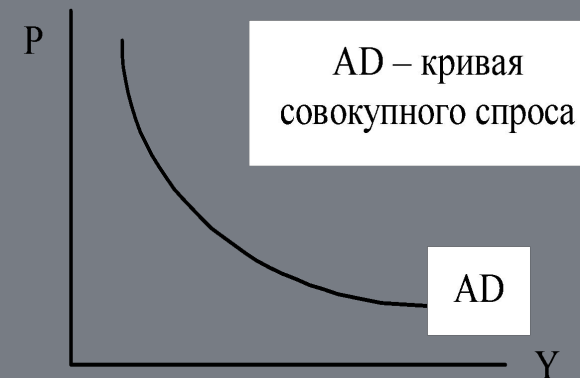 P
AD – кривая
совокупного спроса
AD
Y